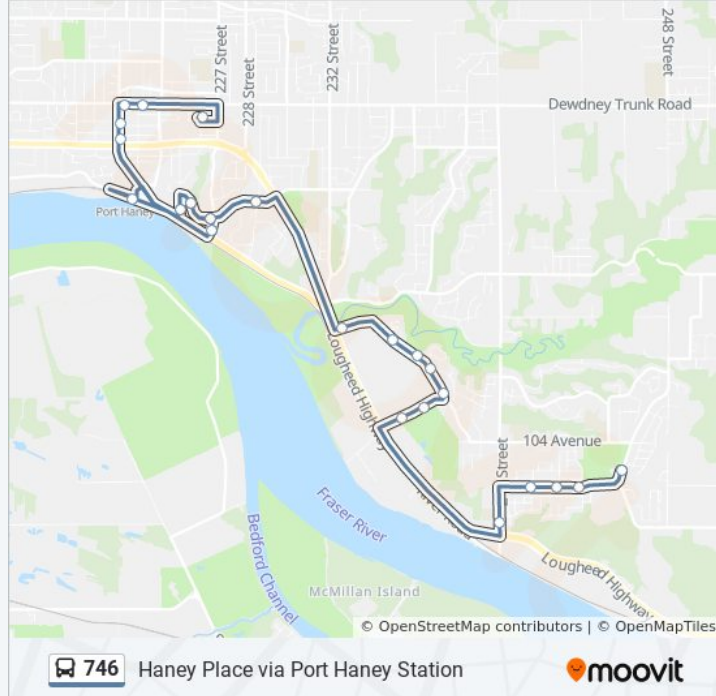 227 Street
228 Street
232 Street
248 Street
Dewdney Trunk Road
Port Haney
Lougheed Highway
104 Avenue
Street
Fraser River
Bedford Channel
McMillan Island
Lougheed Highway
© OpenStreetMap contributors | © OpenMapTiles
746 Haney Place via Port Haney Station
moovit